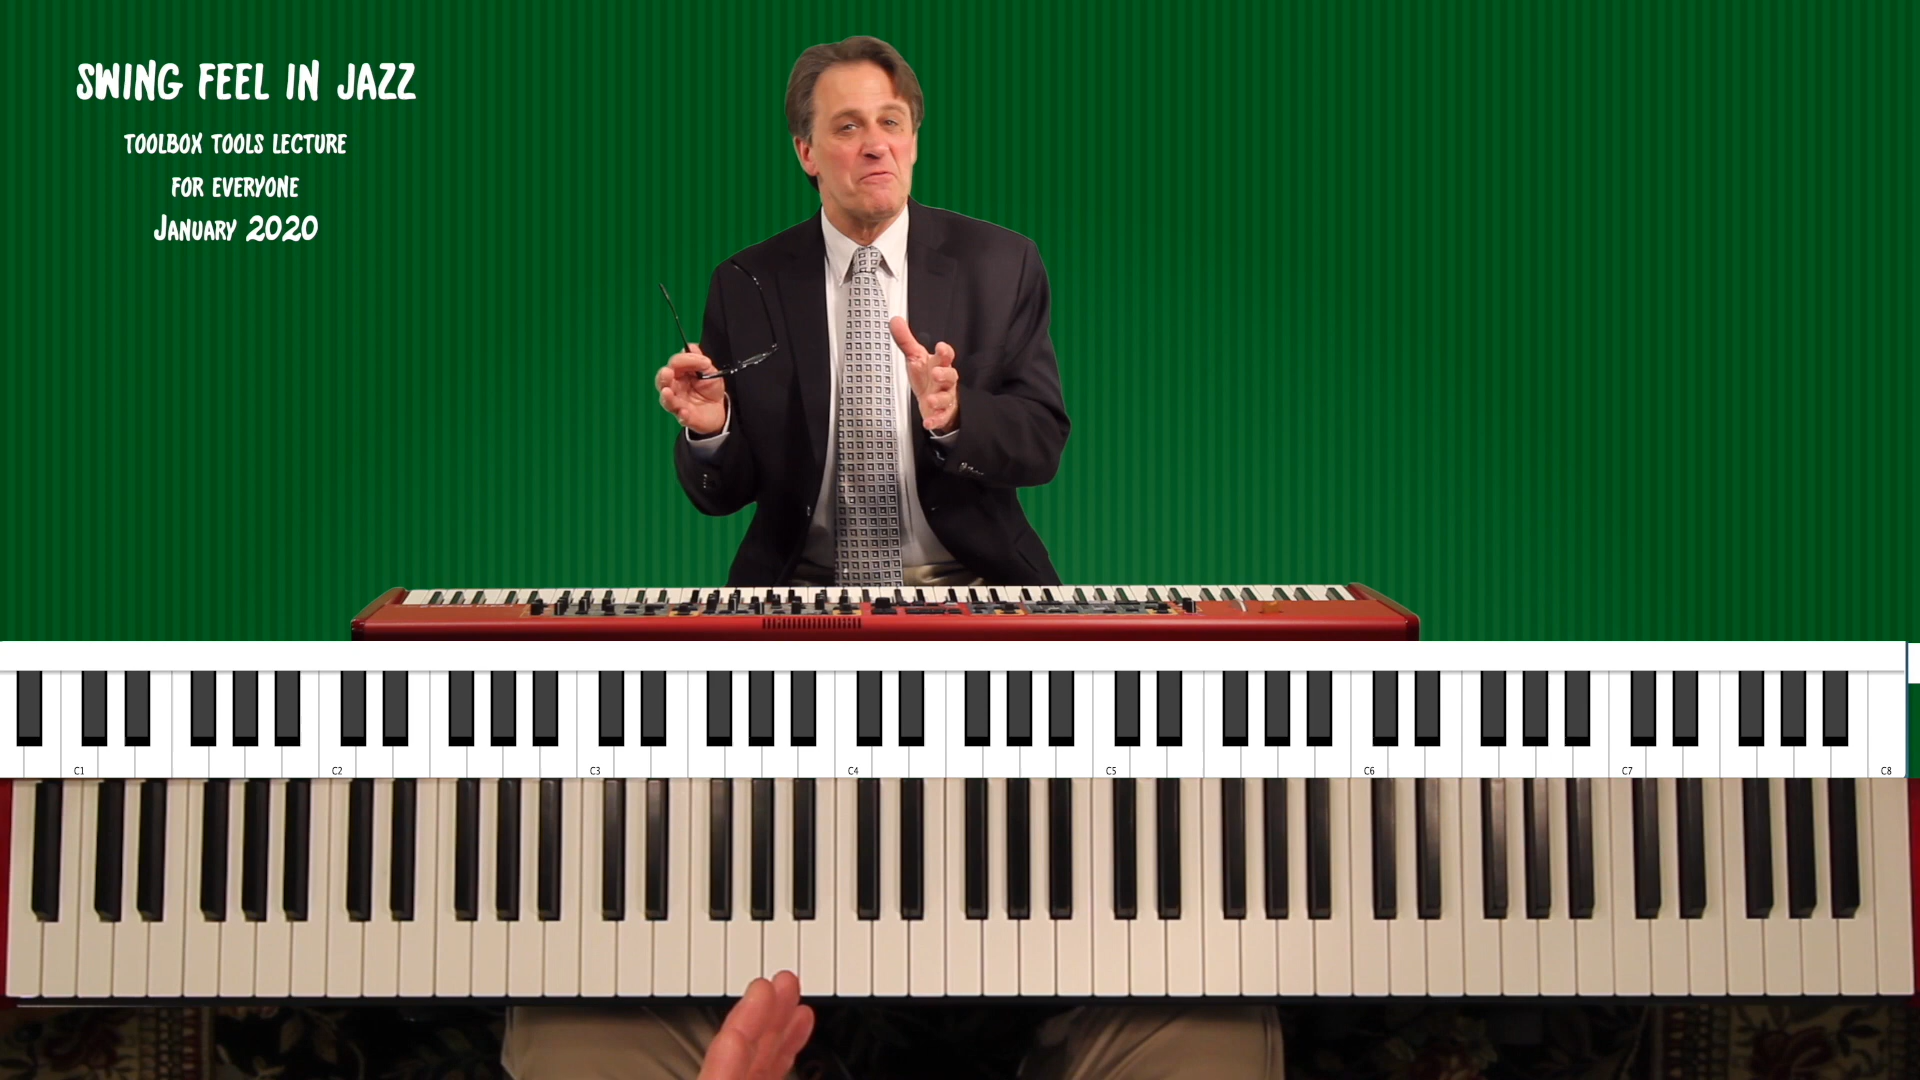 SWING FEEL IN JAZZ
TOOLBOX TOOLS LECTURE
FOR EVERYONE
JANUARY 2020
C1 C2 C3 C4 C5 C6 C7 C8